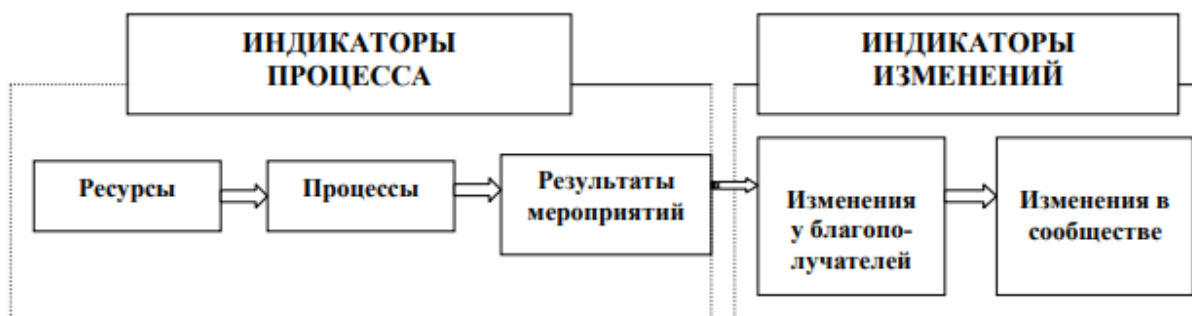 ИНДИКАТОРЫ
ПРОЦЕССА
ИНДИКАТОРЫ
ИЗМЕНЕНИЙ
Ресурсы
Процессы
Результаты
мероприятий
Изменения
у благопо-
лучателей
Изменения в
сообществе